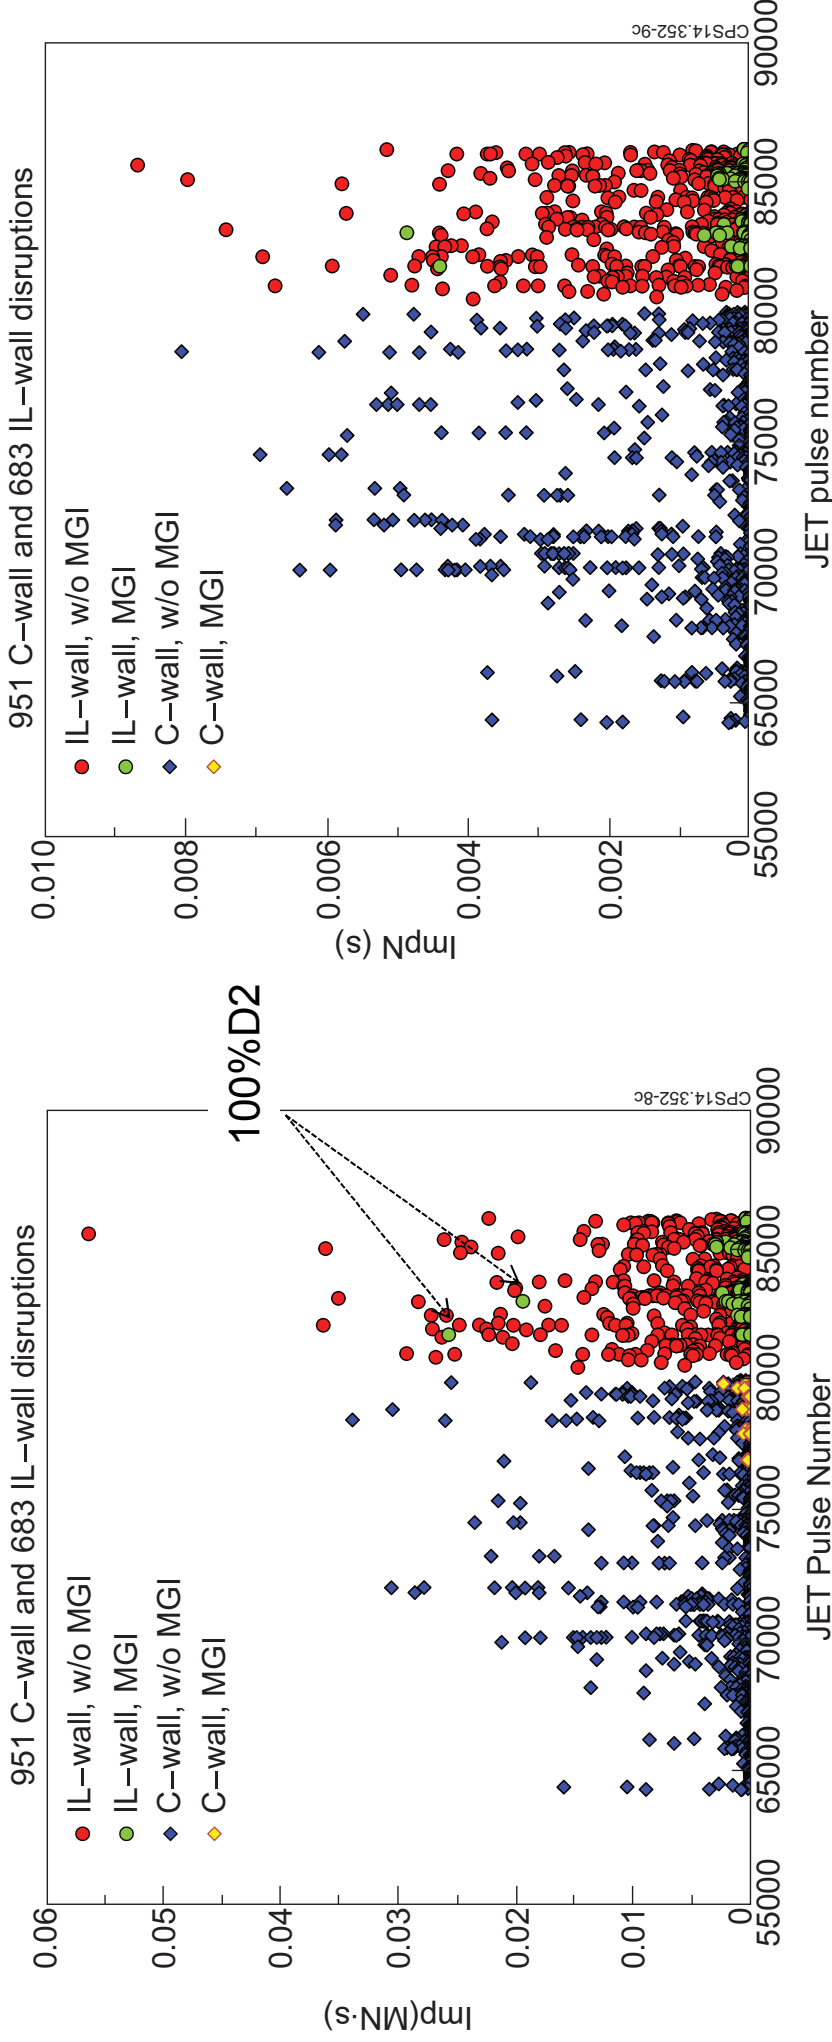 951 C−wall and 683 IL−wall disruptions
IL−wall, w/o MGI
IL−wall, MGI
C−wall, w/o MGI
C−wall, MGI
0.06
0.05
0.04
0.03
0.02
0.01
0
Imp(MN·s)
55000
65000
70000
75000
80000
85000
90000
JET Pulse Number
CPS14.352-8c
100%D2
951 C−wall and 683 IL−wall disruptions
IL−wall, w/o MGI
IL−wall, MGI
C−wall, w/o MGI
C−wall, MGI
0.010
0.008
0.006
0.004
0.002
0
ImpN (s)
55000
65000
70000
75000
80000
85000
90000
JET pulse number
CPS14.352-9c